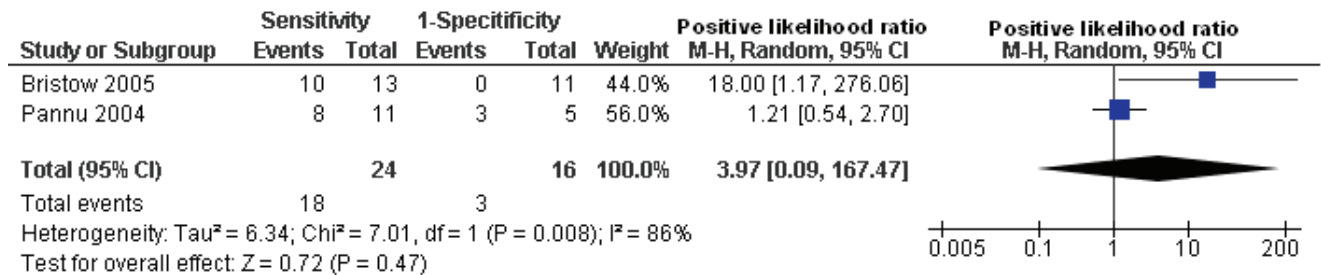 Sensitivity 1-Specitificity Positive likelihood ratio Positive likelihood ratio
Study or Subgroup Events Total Events Total Weight M-H, Random, 95% CI M-H, Random, 95% CI
Bristow 2005 10 13 0 11 44.0% 18.00 [1.17, 276.06]
Pannu 2004 8 11 3 5 56.0% 1.21 [0.54, 2.70]
Total (95% CI) 24 16 100.0% 3.97 [0.09, 167.47]
Total events 18 3
Heterogeneity: Tau² = 6.34; Chi² = 7.01, df = 1 (P = 0.008); I² = 86%
Test for overall effect: Z = 0.72 (P = 0.47)
0.005 0.1 1 10 200